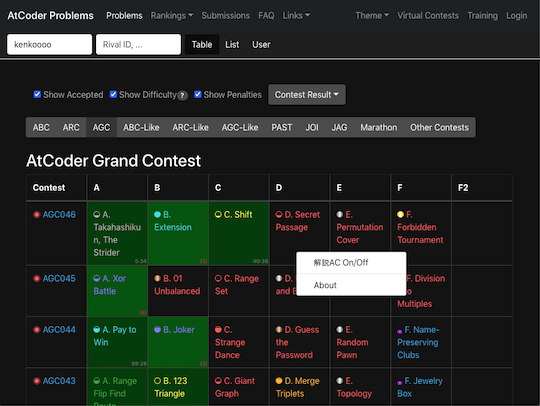 AtCoder Problems Problems Rankings Submissions FAQ Links Theme Virtual Contests Training Login
kenkoooo Rival ID, ... Table List User
Show Accepted Show Difficulty ? Show Penalties Contest Result
ABC ARC AGC ABC-Like ARC-Like AGC-Like PAST JOI JAG Marathon Other Contests
AtCoder Grand Contest
Contest A B C D E F F2
AGC046
A. Takahashikun, The Strider
5:34
B. Extension
C. Shift
40:38
D. Secret Passage
E. Permutation Cover
F. Forbidden Tournament
解説AC On/Off
About
AGC045
A. Xor Battle
B. 01 Unbalanced
C. Range Set
F. Division
Multiples
AGC044
A. Pay to Win
99:28
B. Joker
C. Strange Dance
D. Guess the Password
E. Random Pawn
F. Name-Preserving Clubs
AGC043
A. Range Flip Find Route
B. 123 Triangle
C. Giant Graph
D. Merge Triplets
E. Topology
F. Jewelry Box